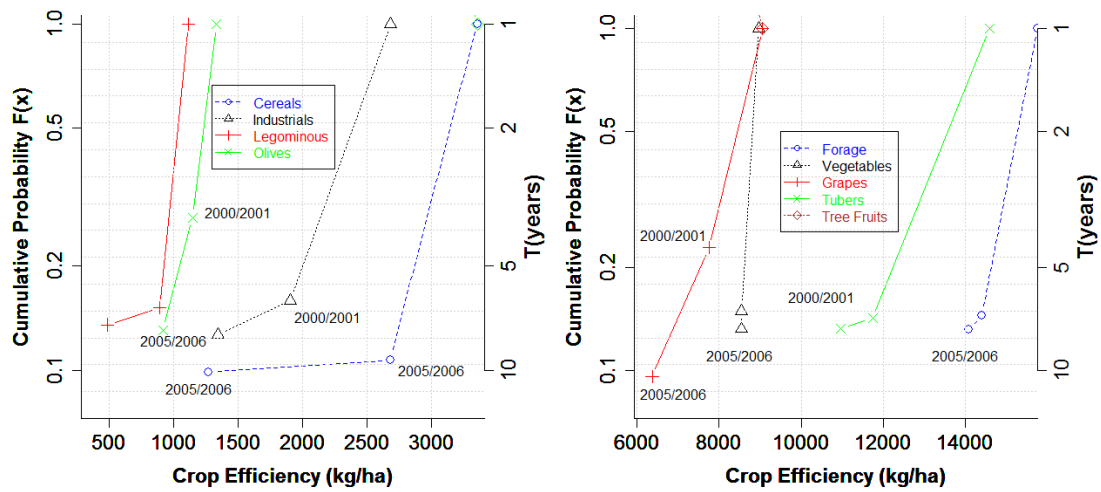 Cumulative Probability F(x)
1.0
0.5
0.2
0.1
Cereals
Industrials
Legominous
Olives
2000/2001
2000/2001
2005/2006
2005/2006
2005/2006
500
1000
1500
2000
2500
3000
Crop Efficiency (kg/ha)
1
2
5
10
T(years)
Cumulative Probability F(x)
1.0
0.5
0.2
0.1
Forage
Vegetables
Grapes
Tubers
Tree Fruits
2000/2001
2000/2001
2005/2006
2005/2006
2005/2006
6000
8000
10000
12000
14000
Crop Efficiency (kg/ha)
1
2
5
10
T(years)